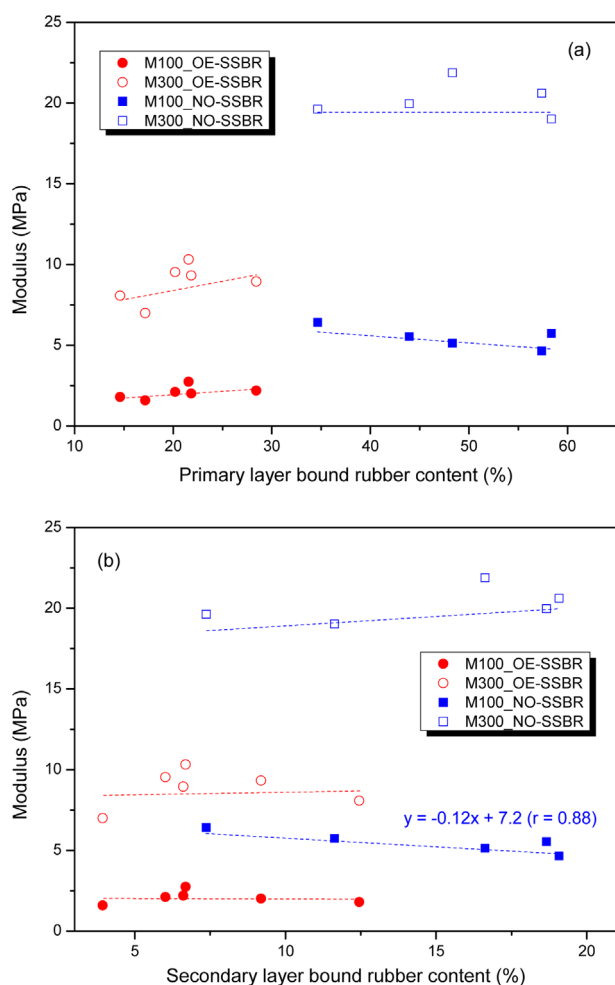 25
20
15
10
5
0
Modulus (MPa)
(a)
M100_OE-SSBR
M300_OE-SSBR
M100_NO-SSBR
M300_NO-SSBR
10 20 30 40 50 60
Primary layer bound rubber content (%)
25
20
15
10
5
0
Modulus (MPa)
(b)
M100_OE-SSBR
M300_OE-SSBR
M100_NO-SSBR
M300_NO-SSBR
y = -0.12x + 7.2 (r = 0.88)
5 10 15 20
Secondary layer bound rubber content (%)